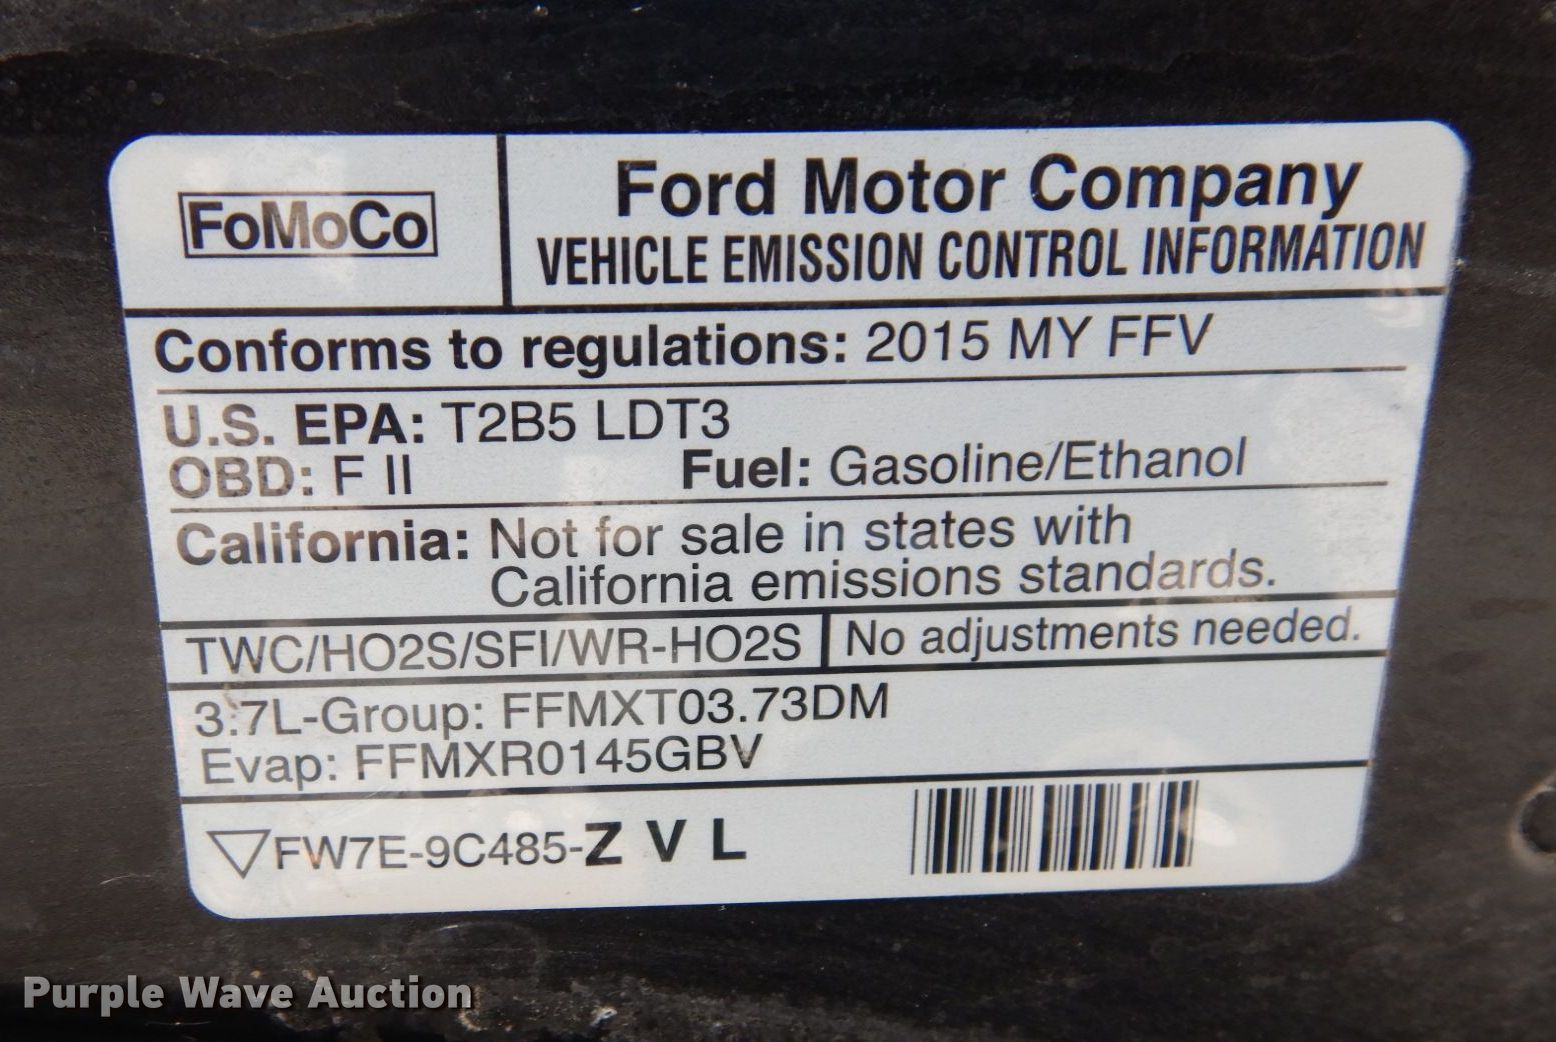 FoMoCo
Ford Motor Company
VEHICLE EMISSION CONTROL INFORMATION
Conforms to regulations: 2015 MY FFV
U.S. EPA: T2B5 LDT3
OBD: F II Fuel: Gasoline/Ethanol
California: Not for sale in states with
California emissions standards.
TWC/HO2S/SFI/WR-HO2S No adjustments needed.
3.7L-Group: FFMXT03.73DM
Evap: FFMXR0145GBV
FW7E-9C485-Z V L
Purple Wave Auction